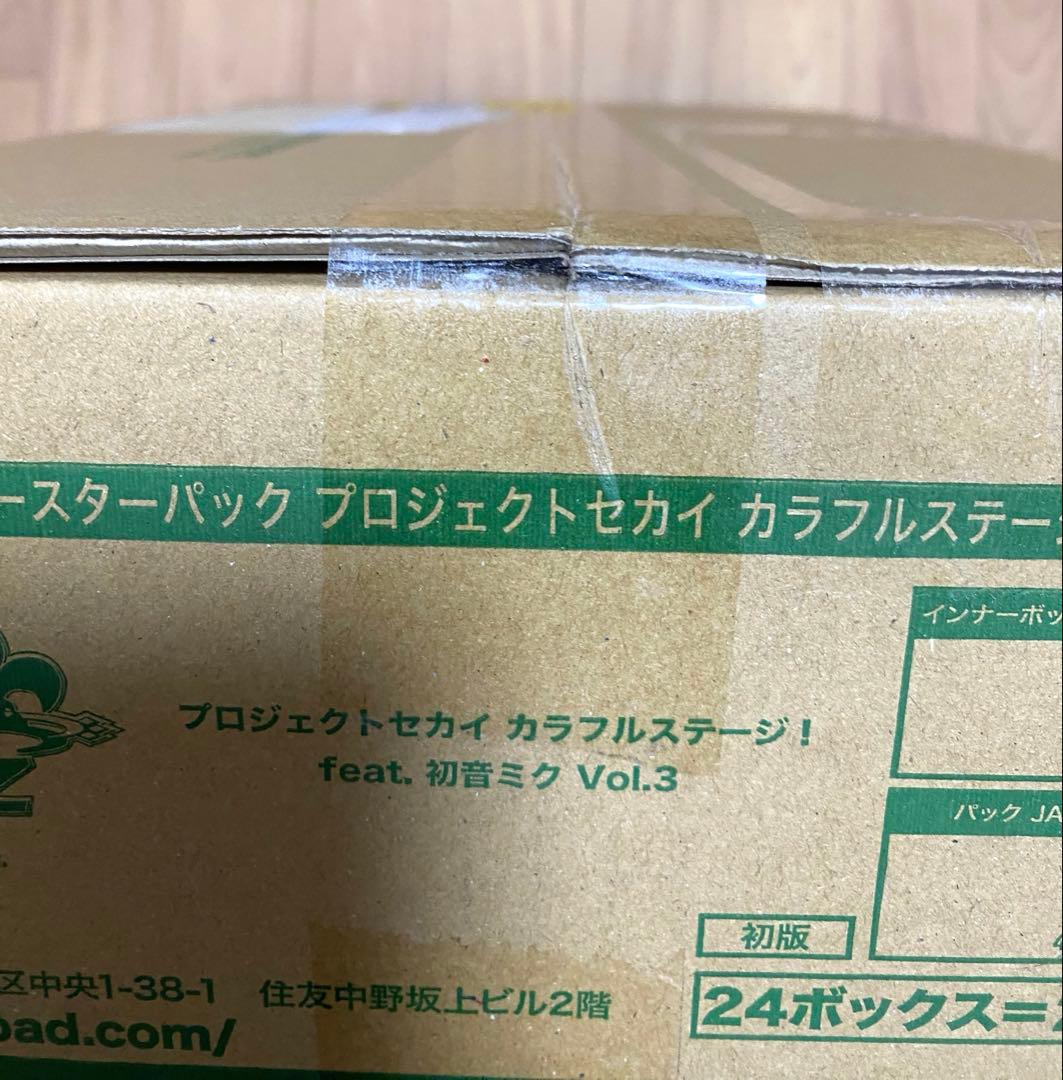 ースターパック プロジェクトセカイ カラフルステー
インナーボッ
プロジェクトセカイ カラフルステージ!
feat. 初音ミク Vol.3
パック JA
初版
区中央1-38-1 住友中野坂上ビル2階
24ボックス=
oad.com/